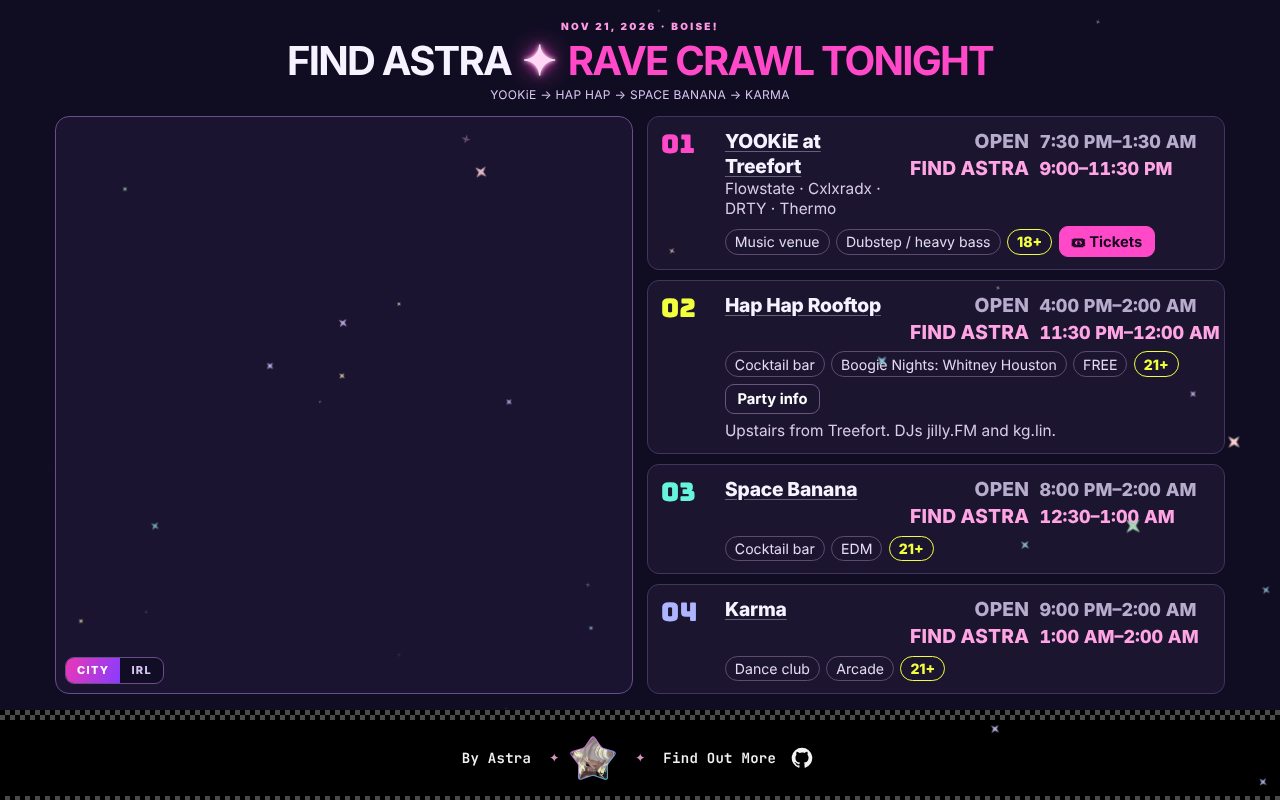 NOV 21, 2026 · BOISE!
FIND ASTRA ✦ RAVE CRAWL TONIGHT
YOOKiE → HAP HAP → SPACE BANANA → KARMA
01
YOOKiE at
Treefort
Flowstate · Cxlxradx ·
DRTY · Thermo
OPEN 7:30 PM–1:30 AM
FIND ASTRA 9:00–11:30 PM
Music venue
Dubstep / heavy bass
18+
Tickets
02
Hap Hap Rooftop
OPEN 4:00 PM–2:00 AM
FIND ASTRA 11:30 PM–12:00 AM
Cocktail bar
Boogie Nights: Whitney Houston
FREE
21+
Party info
Upstairs from Treefort. DJs jilly.FM and kg.lin.
03
Space Banana
OPEN 8:00 PM–2:00 AM
FIND ASTRA 12:30–1:00 AM
Cocktail bar
EDM
21+
04
Karma
OPEN 9:00 PM–2:00 AM
FIND ASTRA 1:00 AM–2:00 AM
Dance club
Arcade
21+
CITY
IRL
By Astra ✦ ✦ Find Out More